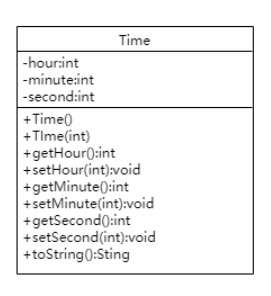 Time
-hour:int
-minute:int
-second:int
+Time()
+TIme(int)
+getHour():int
+setHour(int):void
+getMinute():int
+setMinute(int):void
+getSecond():int
+setSecond(int):void
+toString():Sting